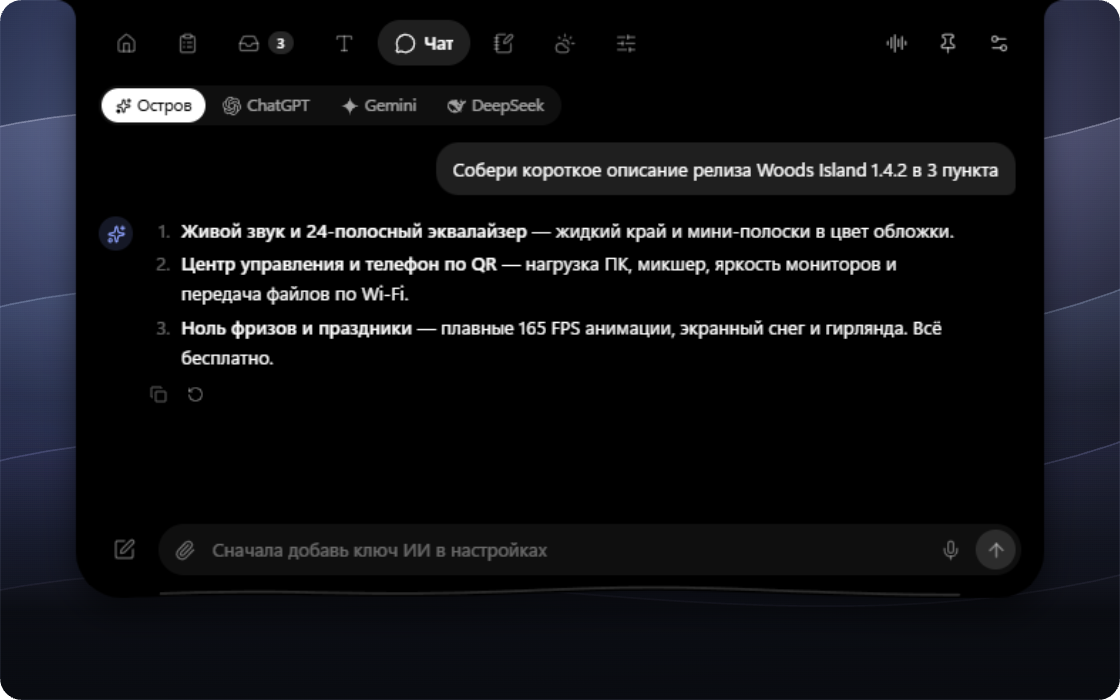 3
Чат
Остров ChatGPT Gemini DeepSeek
Собери короткое описание релиза Woods Island 1.4.2 в 3 пункта
1. Живой звук и 24-полосный эквалайзер — жидкий край и мини-полоски в цвет обложки.
2. Центр управления и телефон по QR — нагрузка ПК, микшер, яркость мониторов и
передача файлов по Wi-Fi.
3. Ноль фризов и праздники — плавные 165 FPS анимации, экранный снег и гирлянда. Всё
бесплатно.
Сначала добавь ключ ИИ в настройках